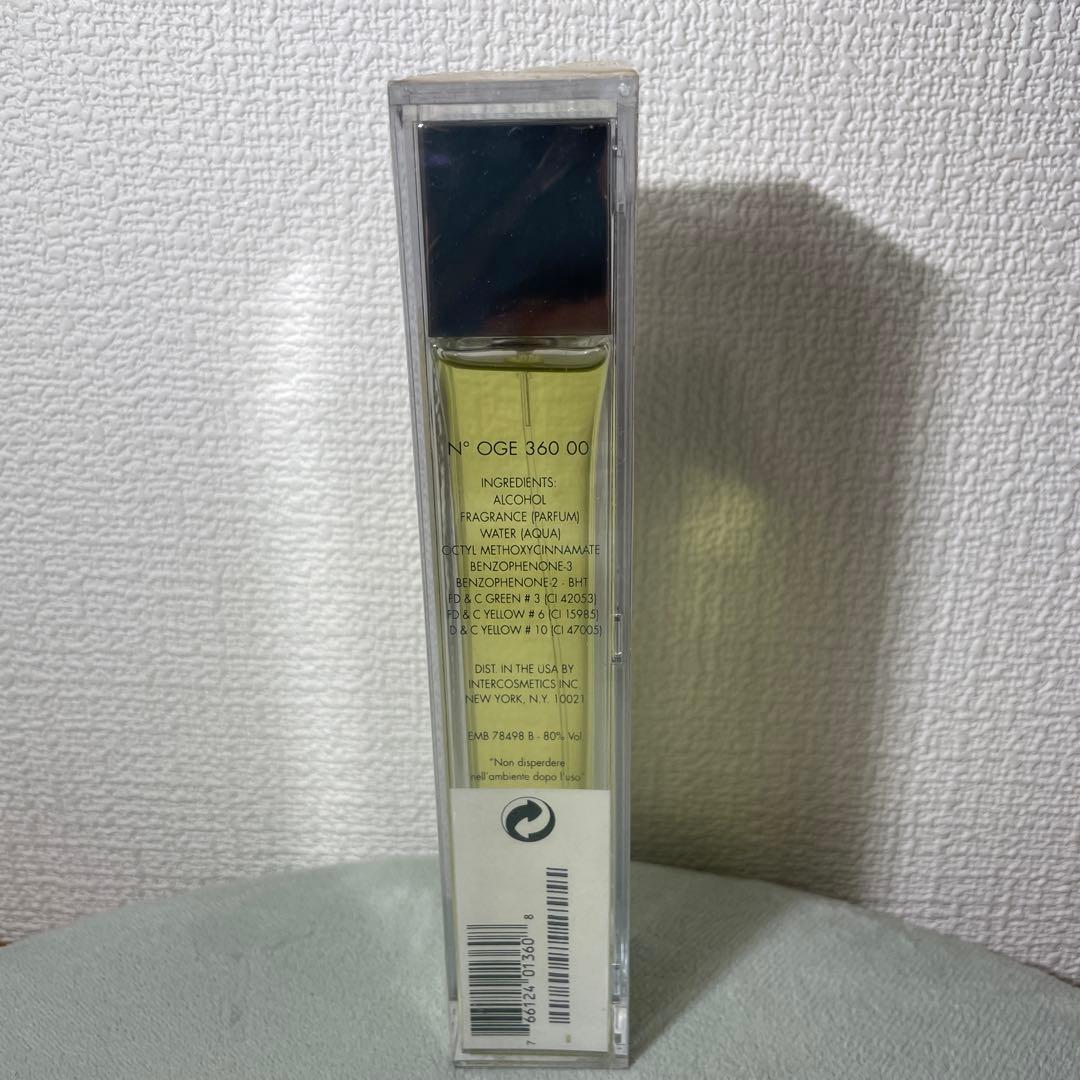 N° OGE 360 00
INGREDIENTS:
ALCOHOL
FRAGRANCE (PARFUM)
WATER (AQUA)
OCTYL METHOXYCINNAMATE
BENZOPHENONE-3
BENZOPHENONE-2 - BHT
FD & C GREEN # 3 (CI 42053)
FD & C YELLOW # 6 (CI 15985)
D & C YELLOW # 10 (CI 47005)
DIST. IN THE USA BY
INTERCOSMETICS INC
NEW YORK, N.Y. 10021
EMB 78498 B - 80% Vol
"Non disperdere
nell'ambiente dopo l'uso"
7 66124 01360 8